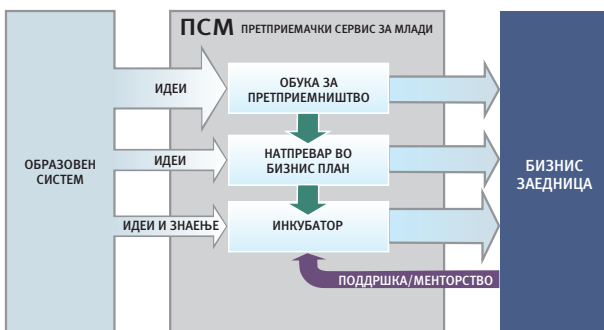 ПСМ ПРЕТПРИЕМАЧКИ СЕРВИС ЗА МЛАДИ
ИДЕИ
ОБУКА ЗА
ПРЕТПРИЕМНИШТВО
ОБРАЗОВЕН
СИСТЕМ
ИДЕИ
НАТПРЕВАР ВО
БИЗНИС ПЛАН
БИЗНИС
ЗАЕДНИЦА
ИДЕИ И ЗНАЕЊЕ
ИНКУБАТОР
ПОДДРШКА/МЕНТОРСТВО